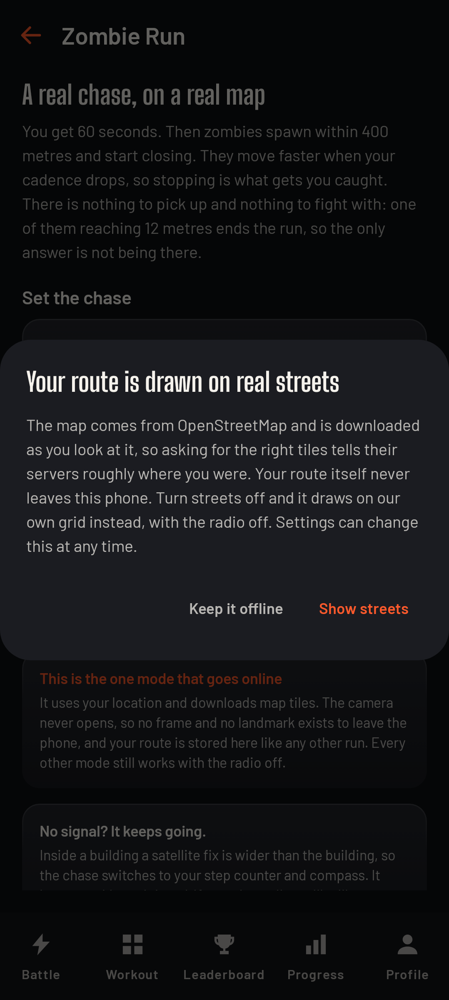 Zombie Run
A real chase, on a real map
You get 60 seconds. Then zombies spawn within 400
metres and start closing. They move faster when your
cadence drops, so stopping is what gets you caught.
There is nothing to pick up and nothing to fight with: one
of them reaching 12 metres ends the run, so the only
answer is not being there.
Set the chase
Your route is drawn on real streets
The map comes from OpenStreetMap and is downloaded
as you look at it, so asking for the right tiles tells their
servers roughly where you were. Your route itself never
leaves this phone. Turn streets off and it draws on our
own grid instead, with the radio off. Settings can change
this at any time.
Keep it offline
Show streets
This is the one mode that goes online
It uses your location and downloads map tiles. The camera
never opens, so no frame and no landmark exists to leave the
phone, and your route is stored here like any other run. Every
other mode still works with the radio off.
No signal? It keeps going.
Inside a building a satellite fix is wider than the building, so
the chase switches to your step counter and compass. It
Battle
Workout
Leaderboard
Progress
Profile